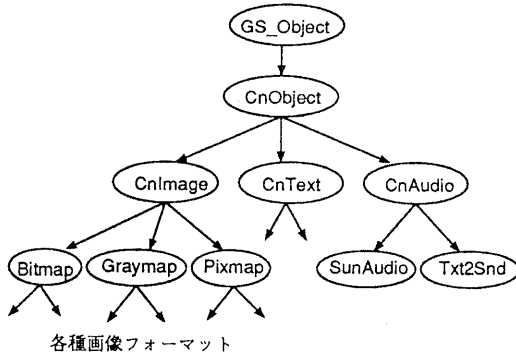 GS_Object
CnObject
CnImage
CnText
CnAudio
Bitmap
Graymap
Pixmap
SunAudio
Txt2Snd
各種画像フォーマット